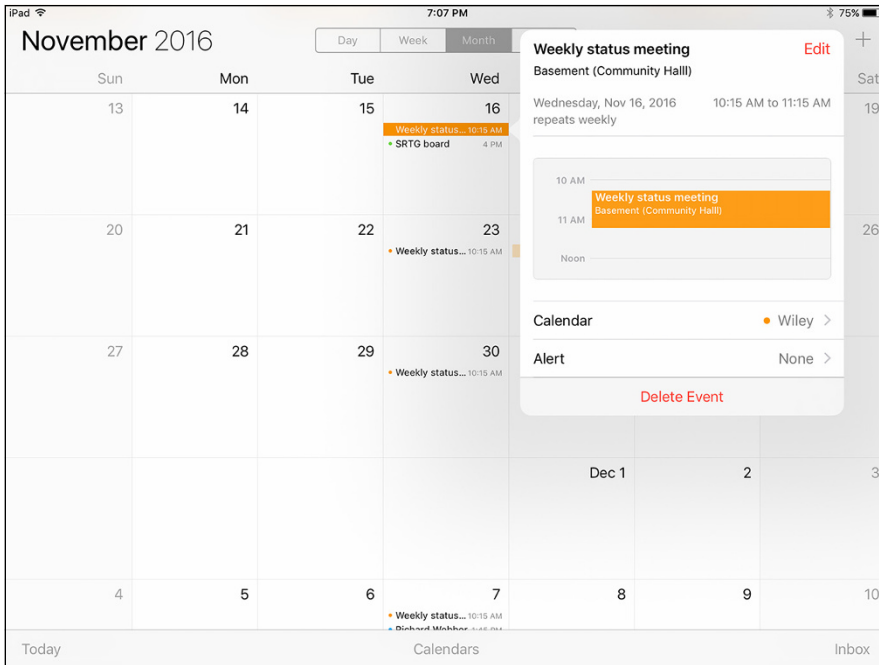 iPad 7:07 PM 75%
November 2016 Day Week Month
Sun Mon Tue Wed Sat
13 14 15 16 19
Weekly status... 10:15 AM
SRTG board 4 PM
20 21 22 23 26
Weekly status... 10:15 AM
27 28 29 30
Weekly status... 10:15 AM
Dec 1 2 3
4 5 6 7 8 9 10
Weekly status... 10:15 AM
Richard Webber 1:45 PM
Weekly status meeting Edit
Basement (Community Halll)
Wednesday, Nov 16, 2016 10:15 AM to 11:15 AM
repeats weekly
10 AM
Weekly status meeting
Basement (Community Halll)
11 AM
Noon
Calendar Wiley
Alert None
Delete Event
Today Calendars Inbox